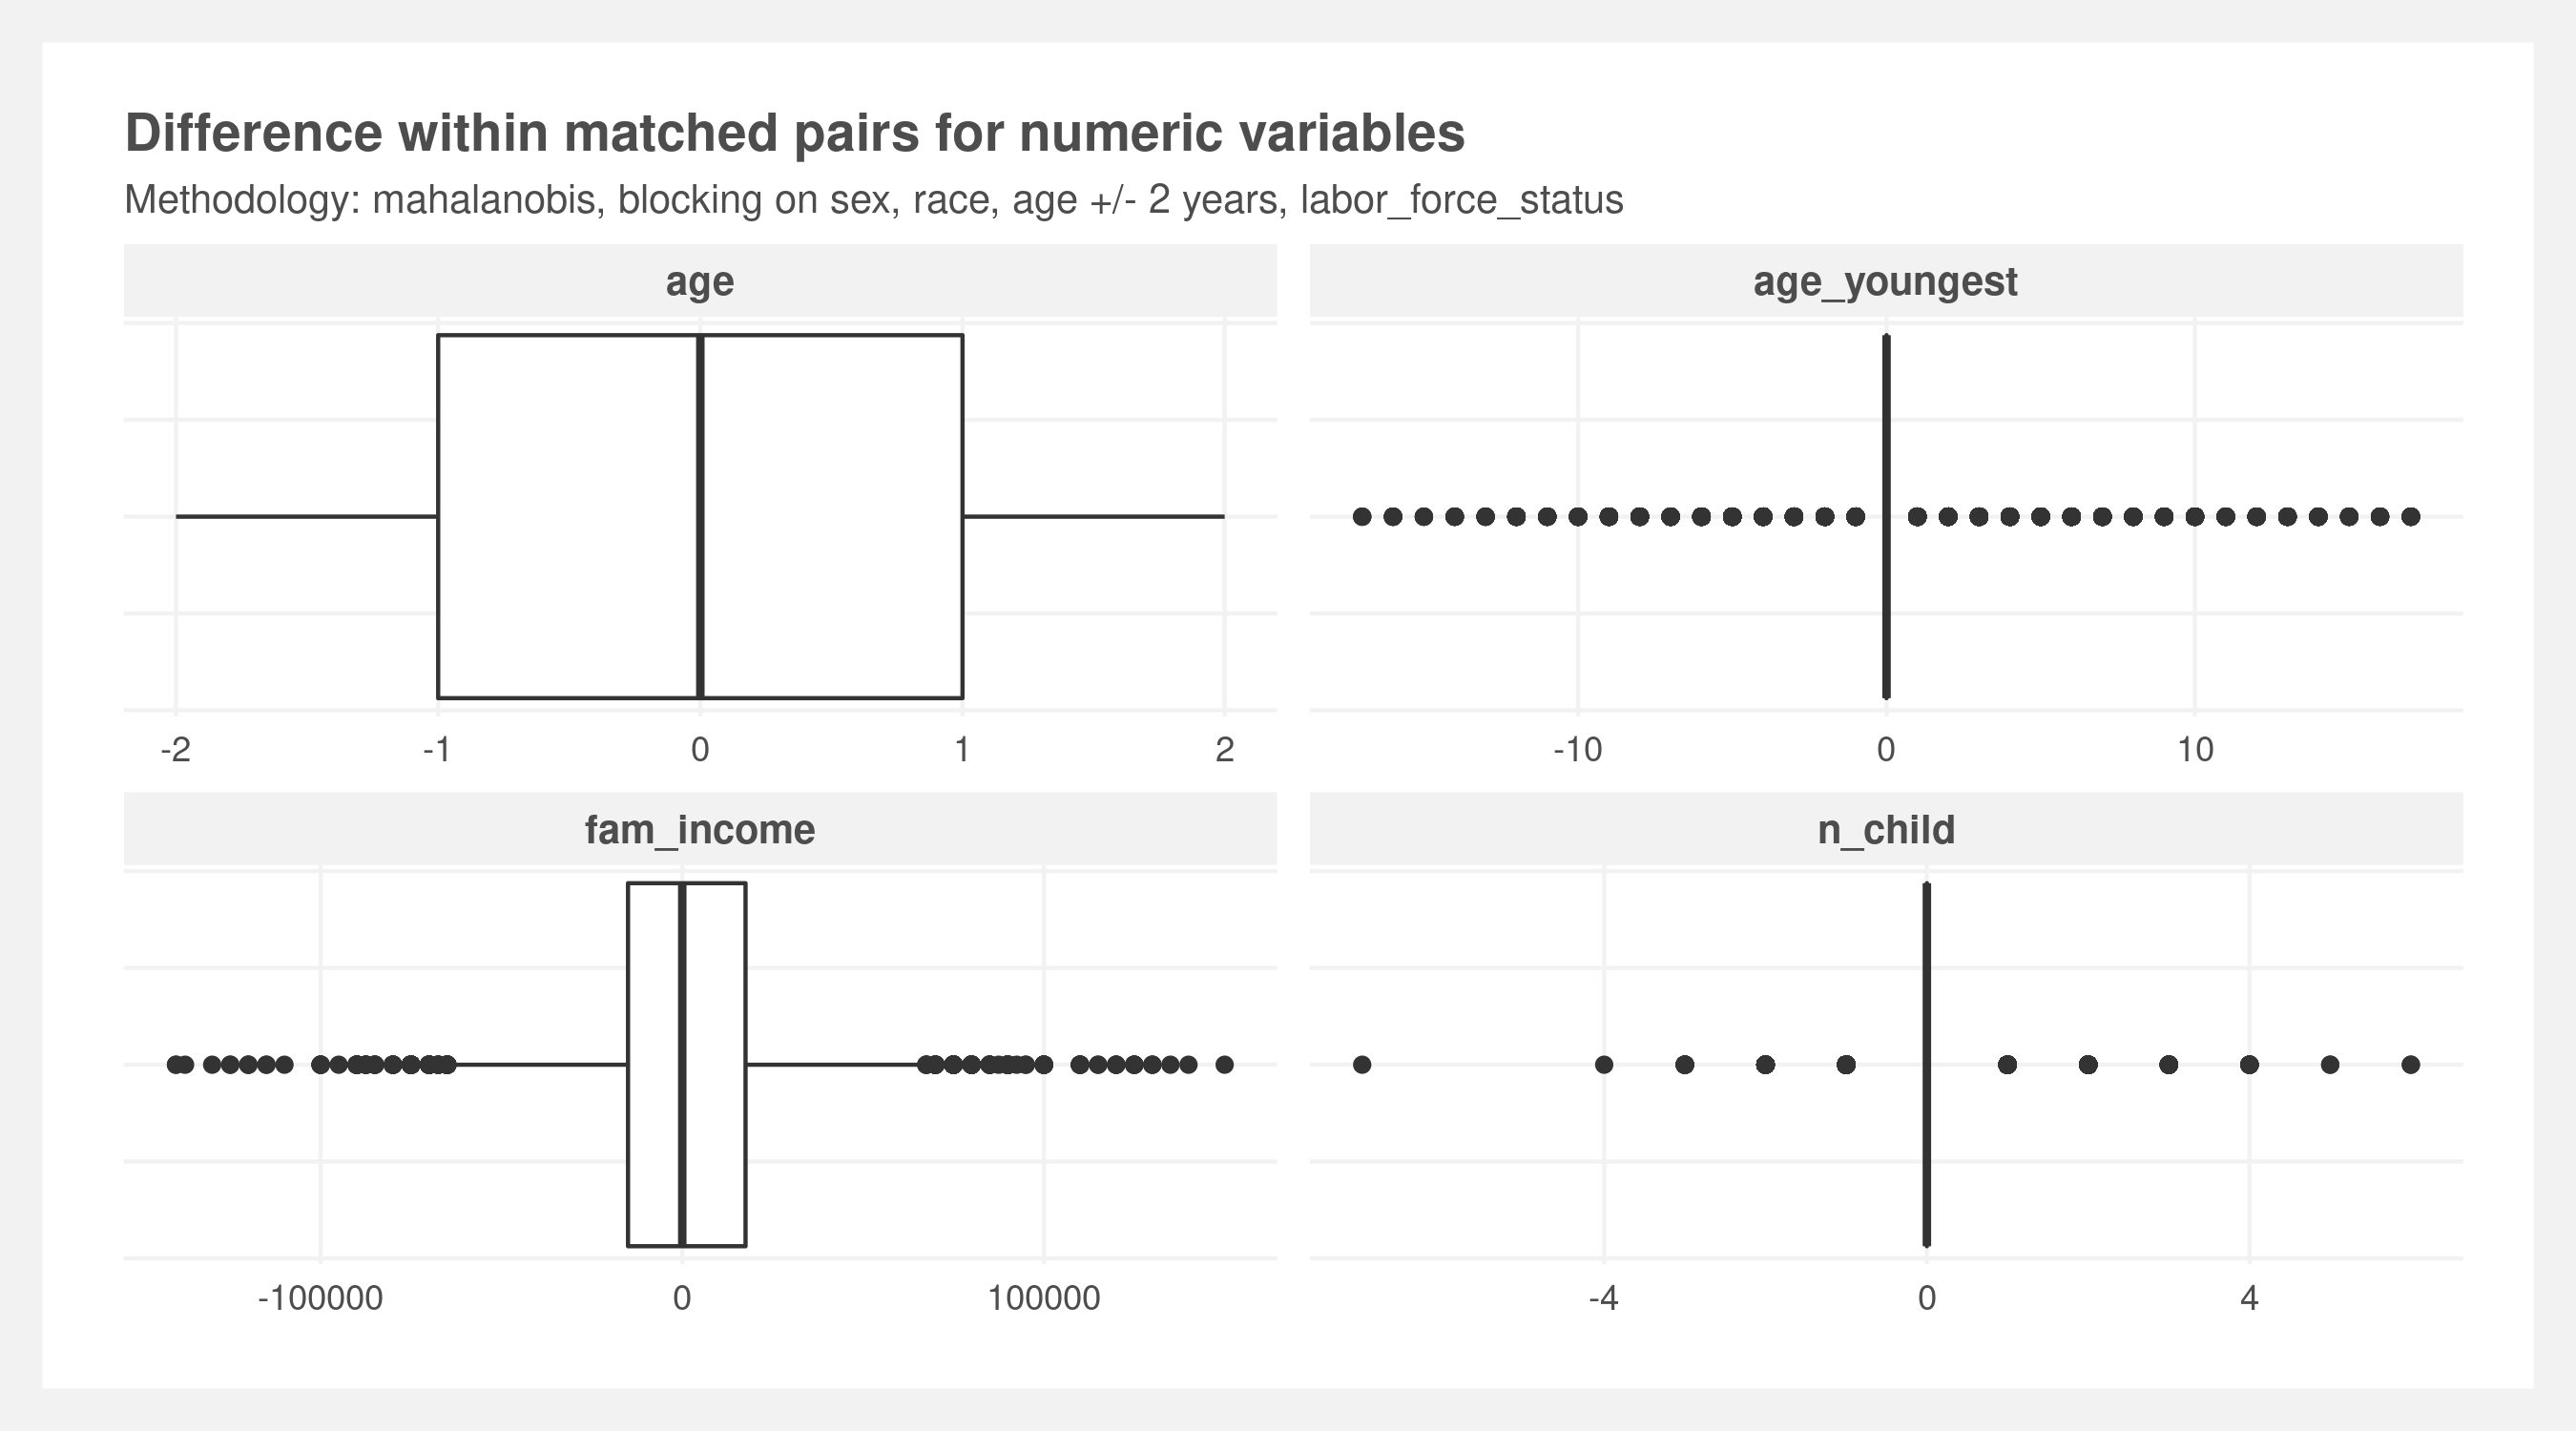 Difference within matched pairs for numeric variables
Methodology: mahalanobis, blocking on sex, race, age +/- 2 years, labor_force_status
age
age_youngest
-2 -1 0 1 2
-10 0 10
fam_income
n_child
-100000 0 100000
-4 0 4